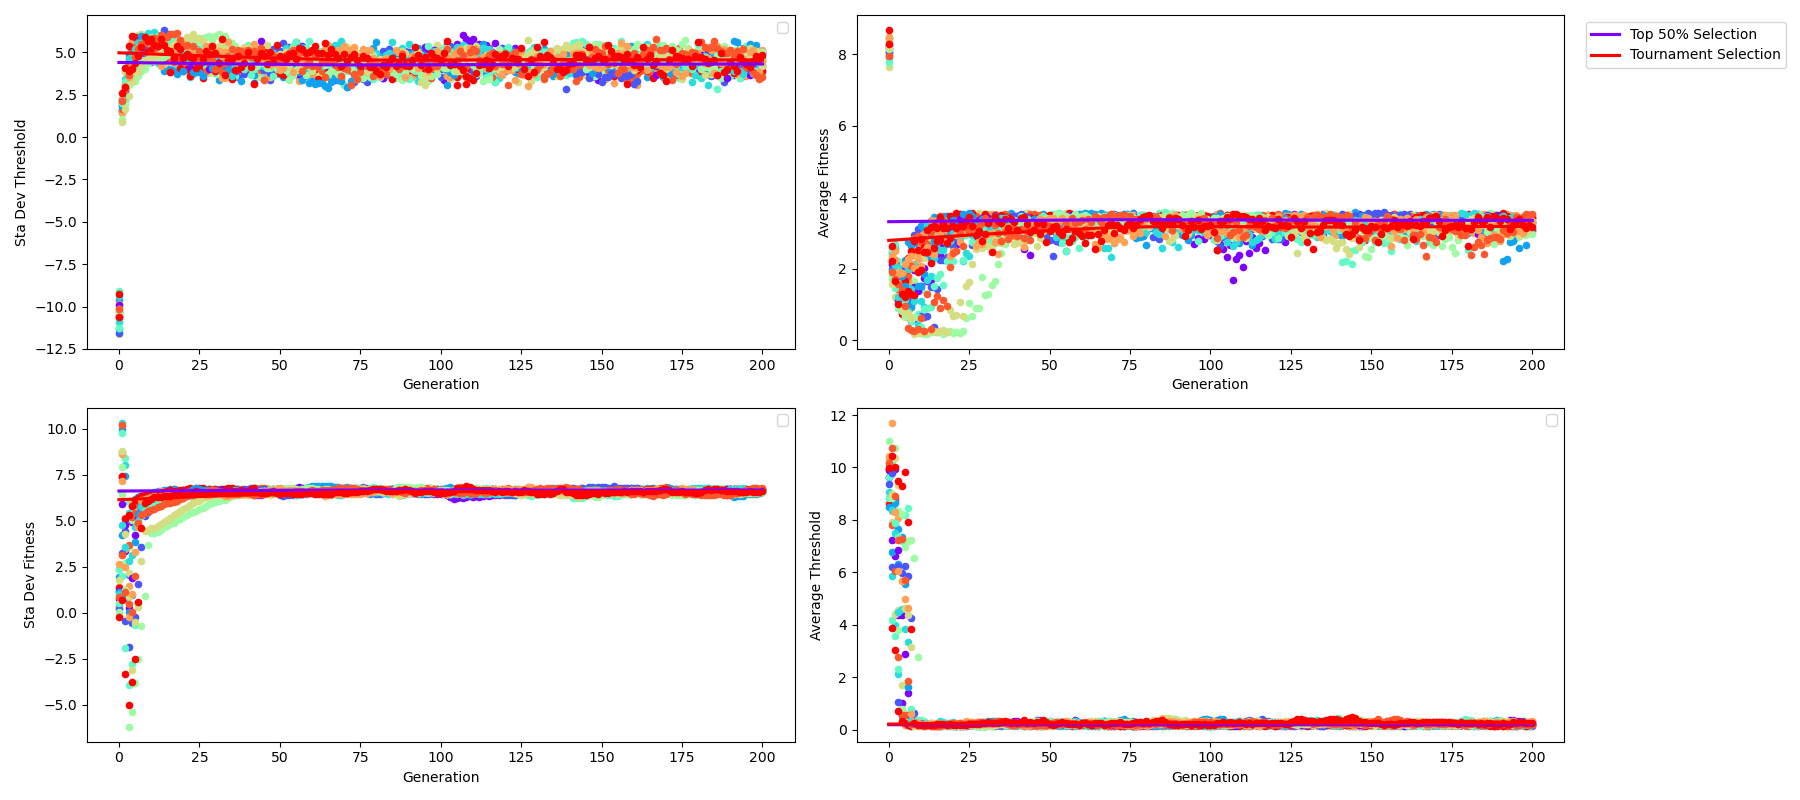 5.0
2.5
0.0
−2.5
−5.0
−7.5
−10.0
−12.5
Sta Dev Threshold
0 25 50 75 100 125 150 175 200
Generation
8
6
4
2
0
Average Fitness
0 25 50 75 100 125 150 175 200
Generation
Top 50% Selection
Tournament Selection
10.0
7.5
5.0
2.5
0.0
−2.5
−5.0
Sta Dev Fitness
0 25 50 75 100 125 150 175 200
Generation
12
10
8
6
4
2
0
Average Threshold
0 25 50 75 100 125 150 175 200
Generation